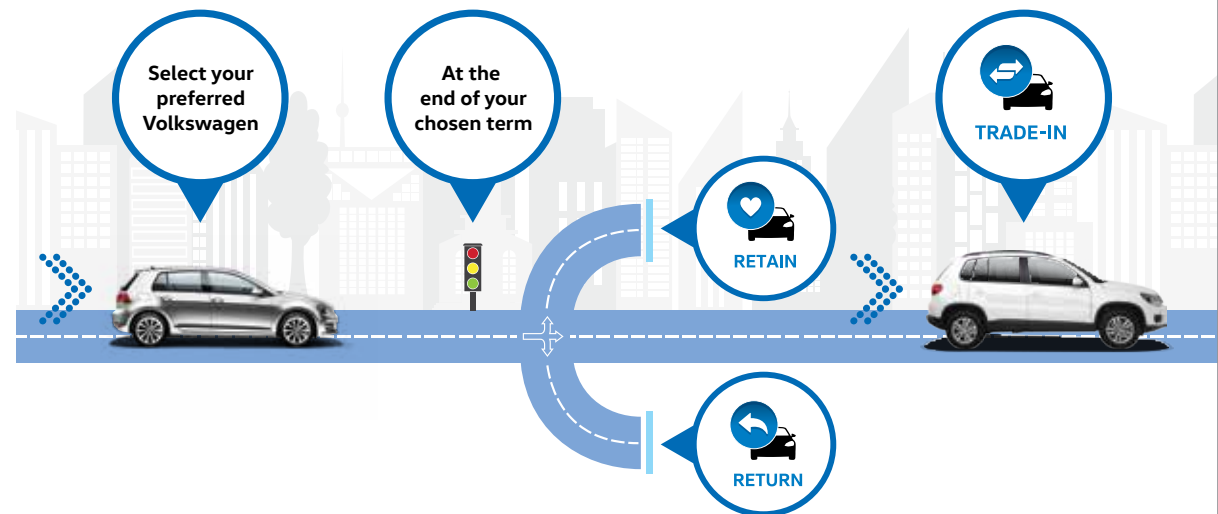 Select your
preferred
Volkswagen
At the
end of your
chosen term
RETAIN
RETURN
TRADE-IN